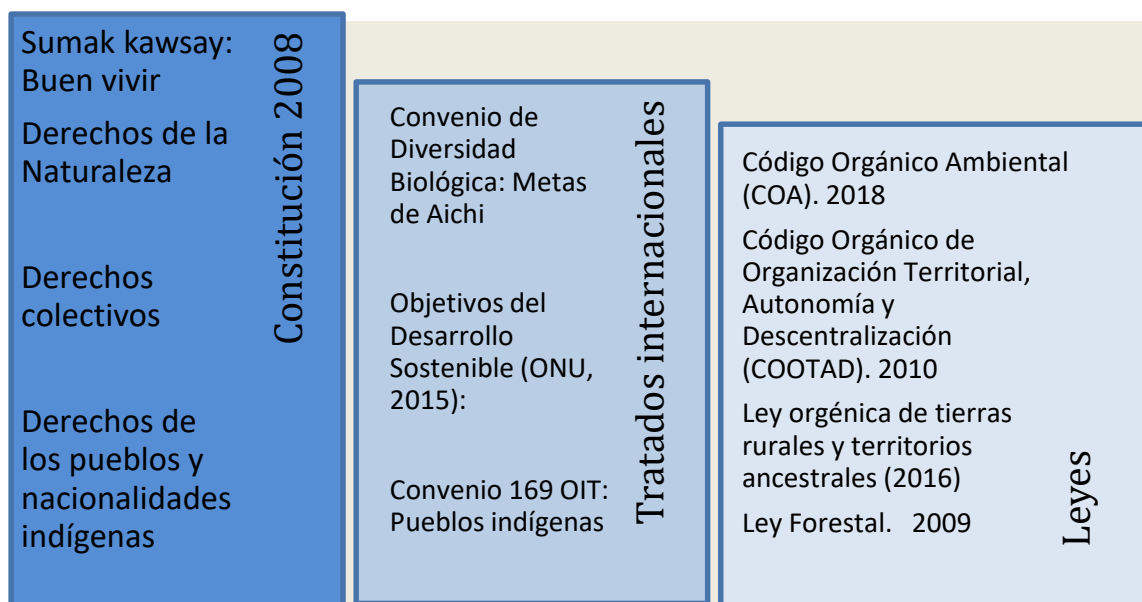 Constitución 2008
Sumak kawsay:
Buen vivir
Derechos de la
Naturaleza
Derechos
colectivos
Derechos de
los pueblos y
nacionalidades
indígenas
Tratados internacionales
Convenio de
Diversidad
Biológica: Metas
de Aichi
Objetivos del
Desarrollo
Sostenible (ONU,
2015):
Convenio 169 OIT:
Pueblos indígenas
Leyes
Código Orgánico Ambiental
(COA). 2018
Código Orgánico de
Organización Territorial,
Autonomía y
Descentralización
(COOTAD). 2010
Ley orgénica de tierras
rurales y territorios
ancestrales (2016)
Ley Forestal.   2009